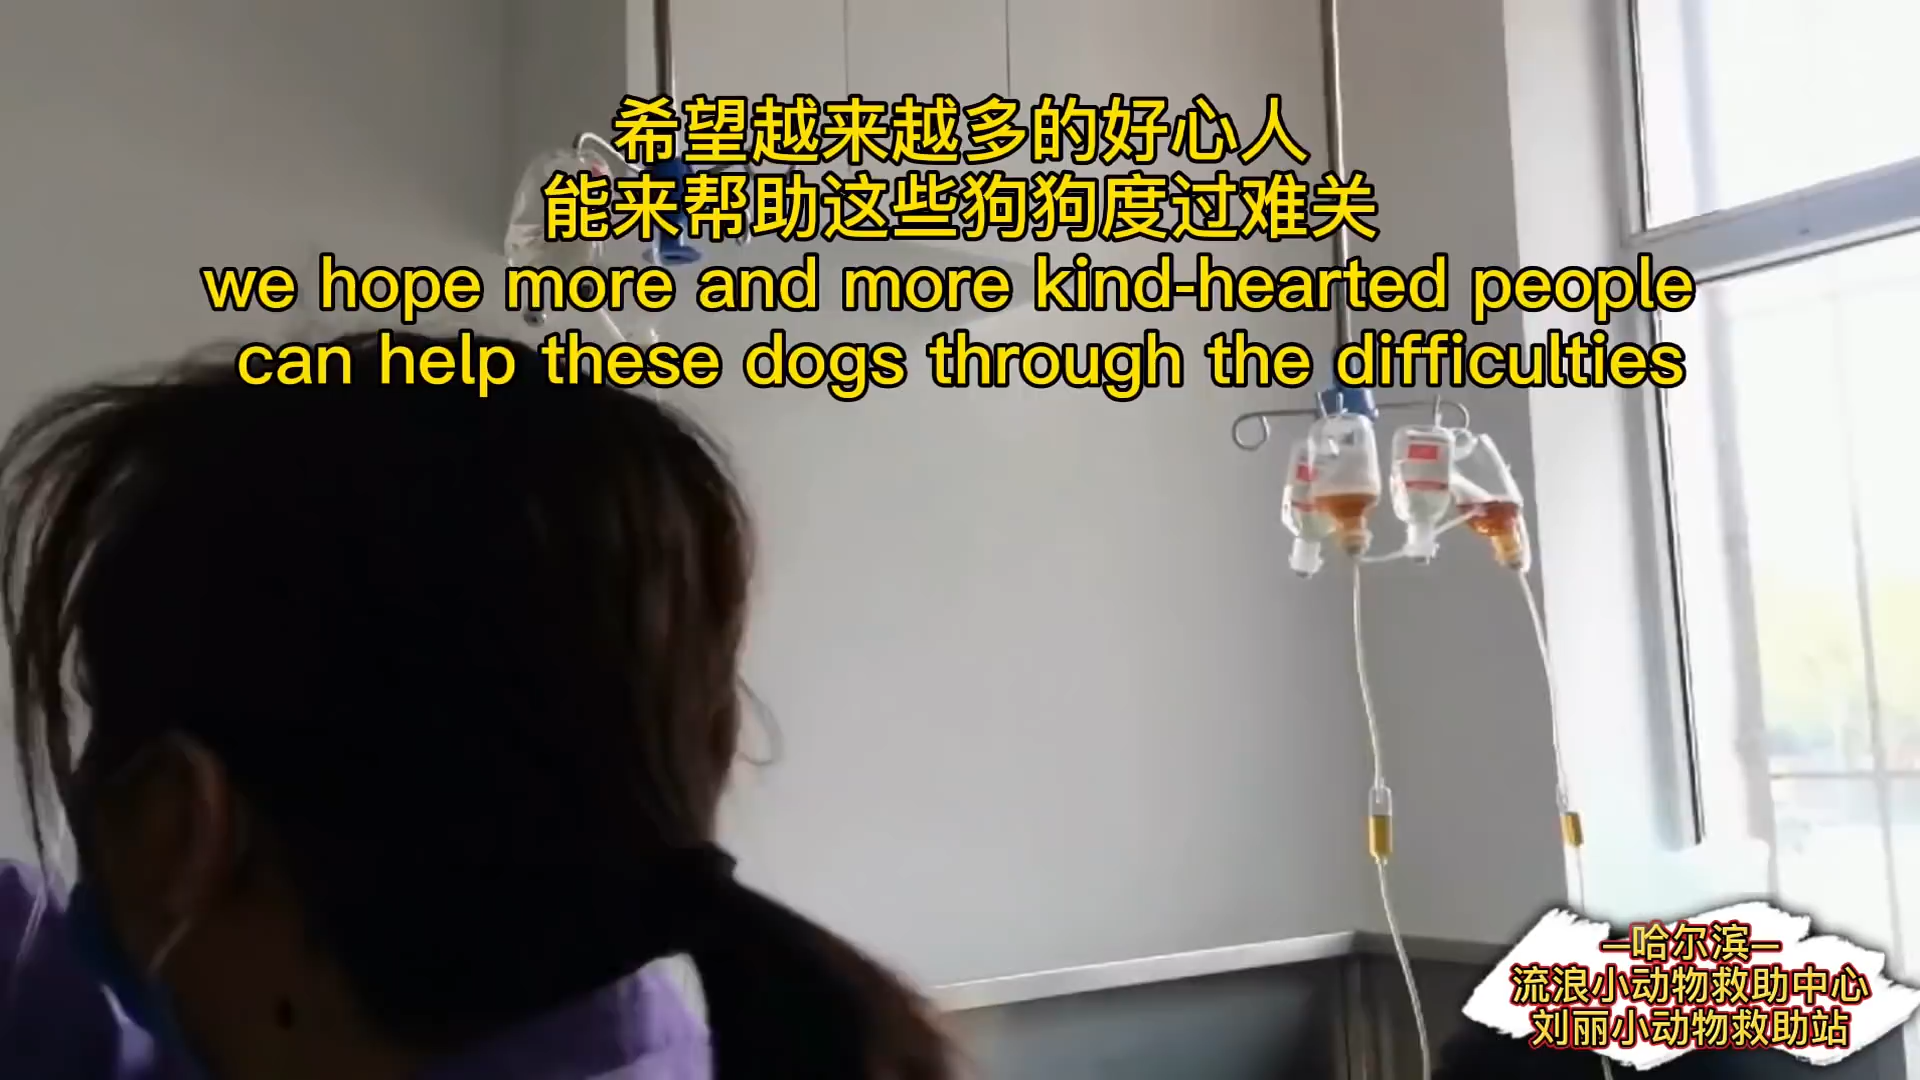 希望越来越多的好心人
能来帮助这些狗狗度过难关
we hope more and more kind-hearted people
can help these dogs through the difficulties
—哈尔滨—
流浪小动物救助中心
刘丽小动物救助站